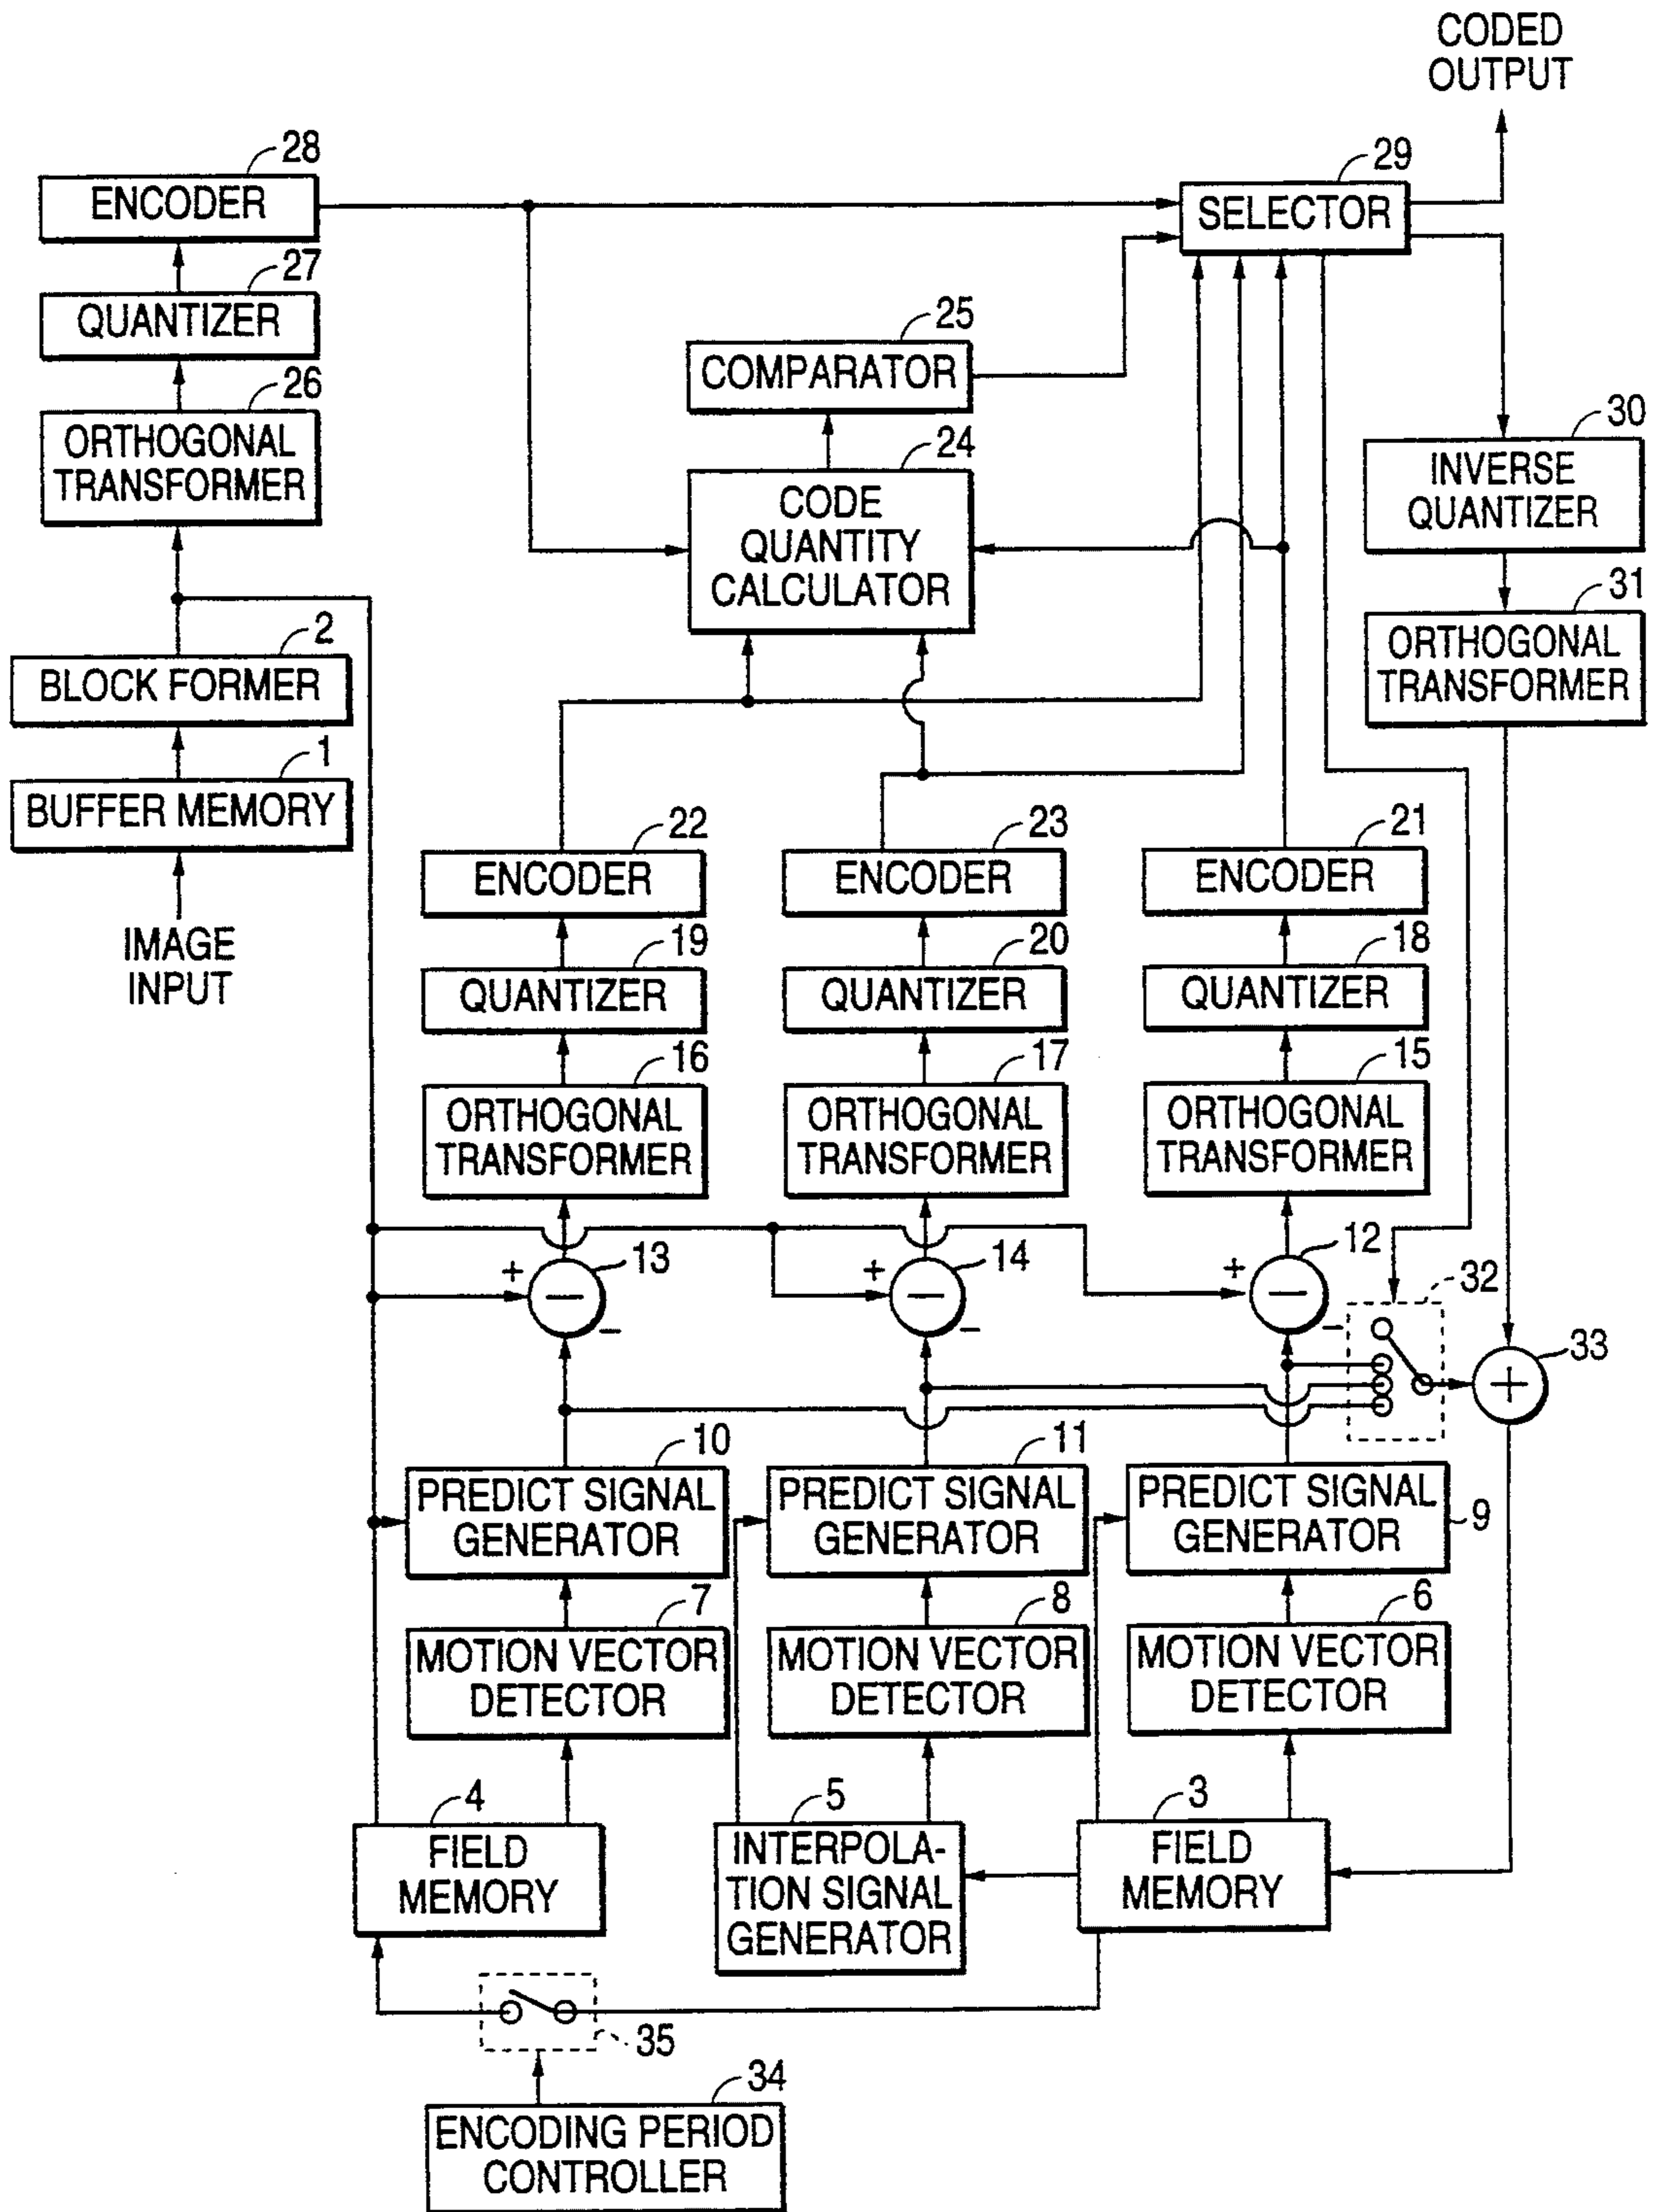 CODED
OUTPUT
28
ENCODER
29
SELECTOR
27
QUANTIZER
25
COMPARATOR
26
ORTHOGONAL
TRANSFORMER
24
CODE
QUANTITY
CALCULATOR
30
INVERSE
QUANTIZER
31
ORTHOGONAL
TRANSFORMER
2
BLOCK FORMER
1
BUFFER MEMORY
IMAGE
INPUT
22
ENCODER
23
ENCODER
21
ENCODER
19
QUANTIZER
20
QUANTIZER
18
QUANTIZER
16
ORTHOGONAL
TRANSFORMER
17
ORTHOGONAL
TRANSFORMER
15
ORTHOGONAL
TRANSFORMER
+ − − 13
+ − − 14
+ − − 12
32
+ 33
10
PREDICT SIGNAL
GENERATOR
11
PREDICT SIGNAL
GENERATOR
PREDICT SIGNAL
GENERATOR
9
7
MOTION VECTOR
DETECTOR
8
MOTION VECTOR
DETECTOR
6
MOTION VECTOR
DETECTOR
4
FIELD
MEMORY
5
INTERPOLA-
TION SIGNAL
GENERATOR
3
FIELD
MEMORY
35
34
ENCODING PERIOD
CONTROLLER